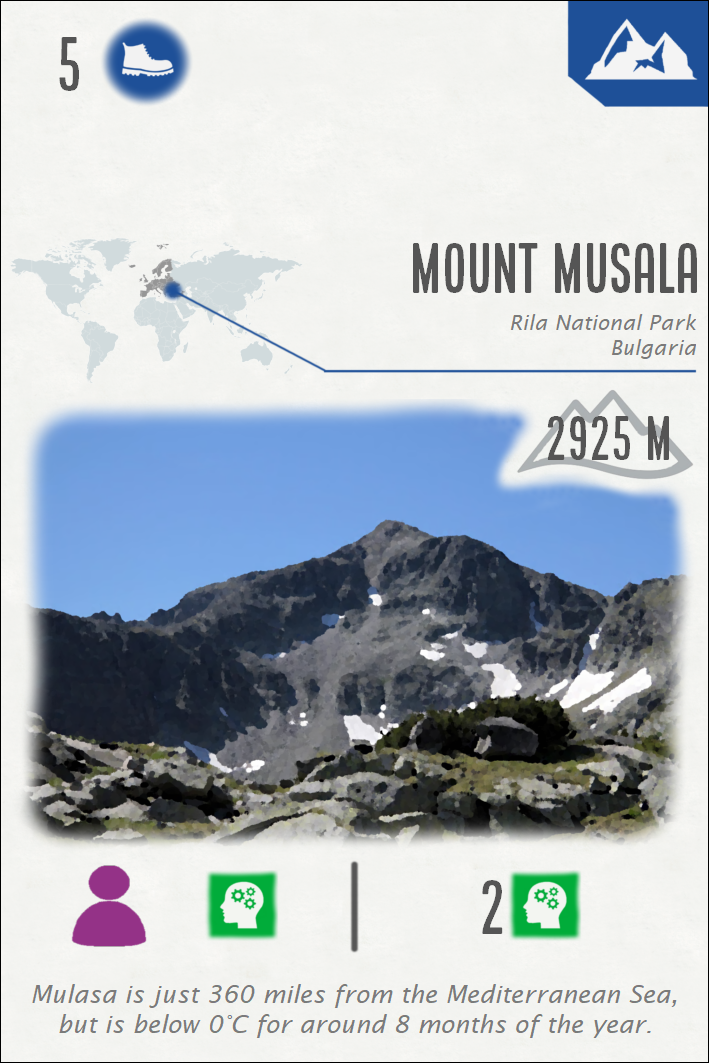 5
MOUNT MUSALA
Rila National Park
Bulgaria
2925 M
2
Mulasa is just 360 miles from the Mediterranean Sea,
but is below 0°C for around 8 months of the year.